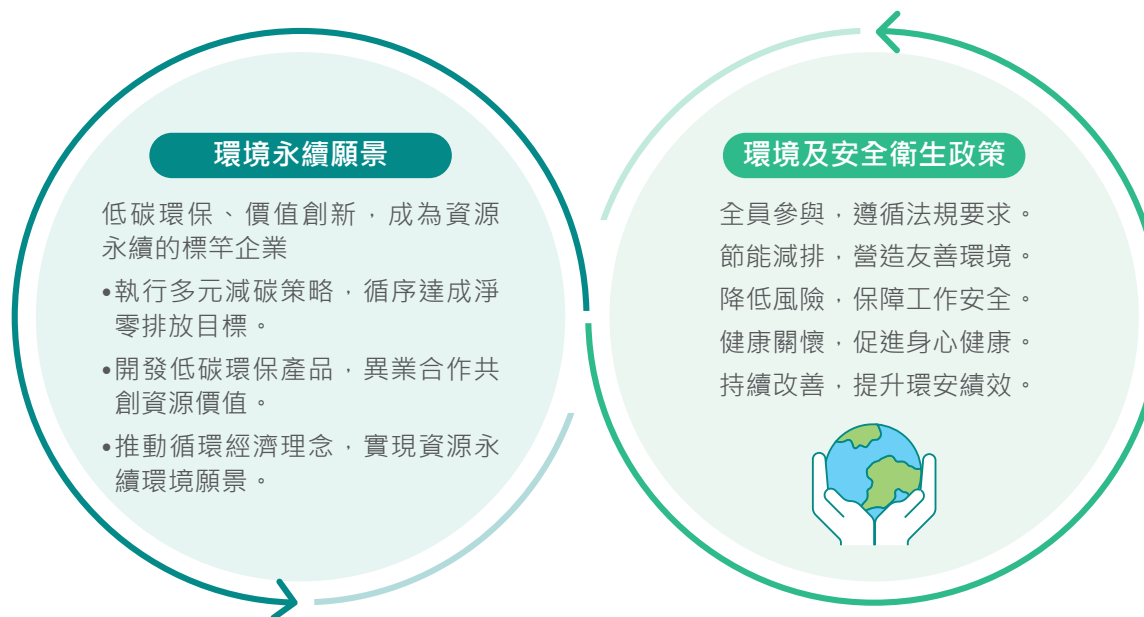 環境永續願景
低碳環保、價值創新，成為資源
永續的標竿企業
•執行多元減碳策略，循序達成淨
零排放目標。
•開發低碳環保產品，異業合作共
創資源價值。
•推動循環經濟理念，實現資源永
續環境願景。
環境及安全衛生政策
全員參與，遵循法規要求。
節能減排，營造友善環境。
降低風險，保障工作安全。
健康關懷，促進身心健康。
持續改善，提升環安績效。